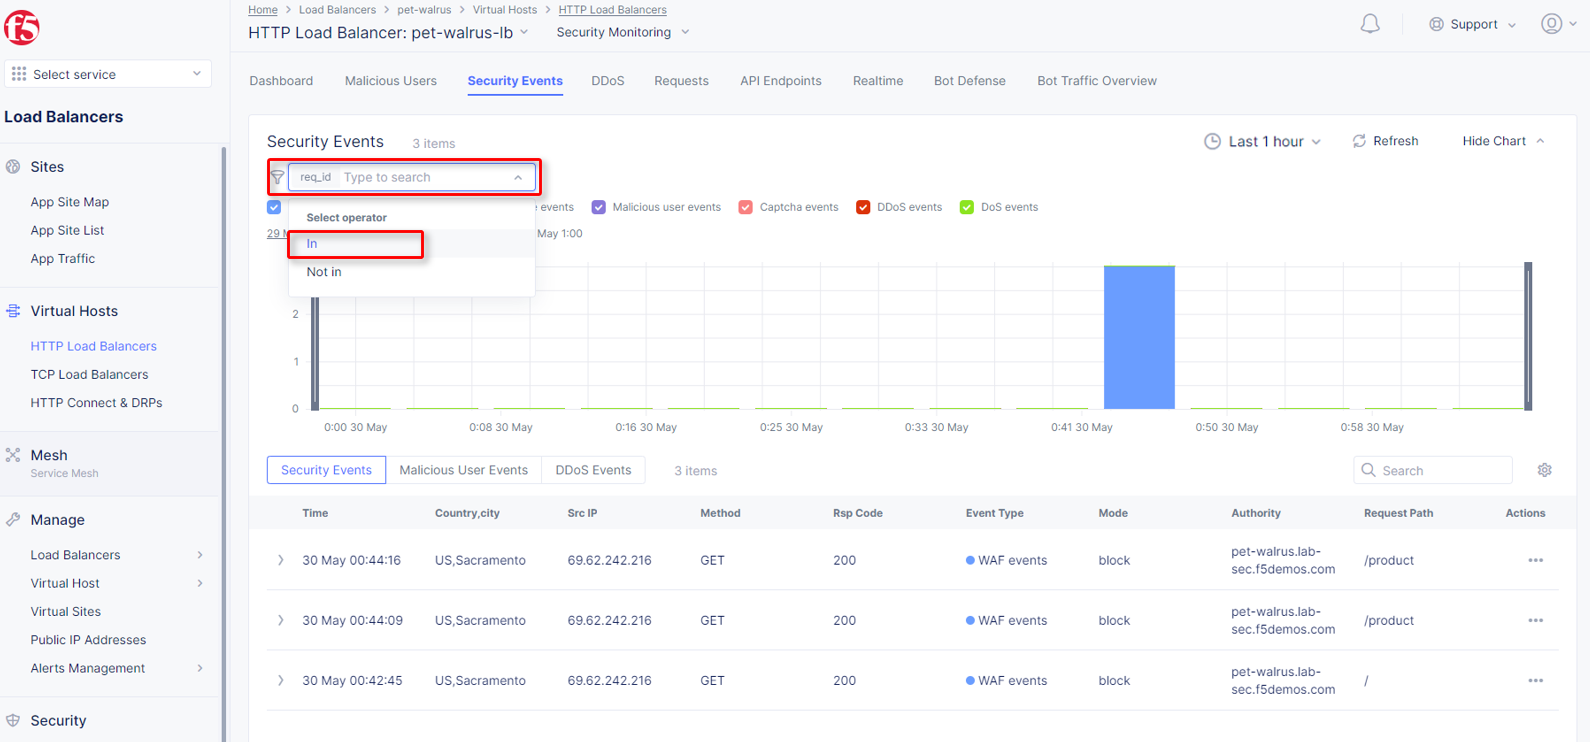 f5
Home > Load Balancers > pet-walrus > Virtual Hosts > HTTP Load Balancers
HTTP Load Balancer: pet-walrus-lb
Security Monitoring
Support
Select service
Load Balancers
Sites
App Site Map
App Site List
App Traffic
Virtual Hosts
HTTP Load Balancers
TCP Load Balancers
HTTP Connect & DRPs
Mesh
Service Mesh
Manage
Load Balancers
Virtual Host
Virtual Sites
Public IP Addresses
Alerts Management
Security
Dashboard Malicious Users Security Events DDoS Requests API Endpoints Realtime Bot Defense Bot Traffic Overview
Security Events 3 items
Last 1 hour Refresh Hide Chart
req_id Type to search
events Malicious user events Captcha events DDoS events DoS events
29 May 1:00
Select operator
In
Not in
2
1
0
0:00 30 May 0:08 30 May 0:16 30 May 0:25 30 May 0:33 30 May 0:41 30 May 0:50 30 May 0:58 30 May
Security Events Malicious User Events DDoS Events 3 items Search
Time Country,city Src IP Method Rsp Code Event Type Mode Authority Request Path Actions
30 May 00:44:16 US,Sacramento 69.62.242.216 GET 200 WAF events block pet-walrus.lab- /product
sec.f5demos.com
30 May 00:44:09 US,Sacramento 69.62.242.216 GET 200 WAF events block pet-walrus.lab- /product
sec.f5demos.com
30 May 00:42:45 US,Sacramento 69.62.242.216 GET 200 WAF events block pet-walrus.lab- /
sec.f5demos.com